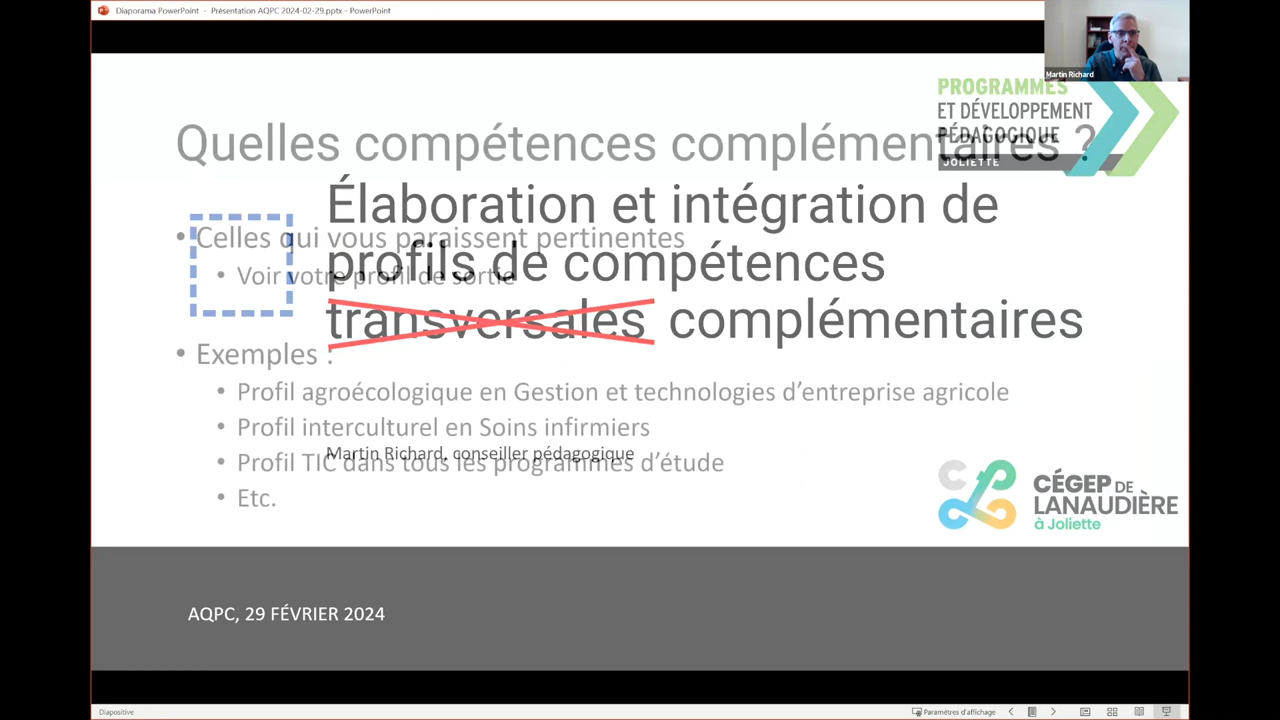 Diaporama PowerPoint - Présentation AQPC 2024-02-29.pptx - PowerPoint
Martin Richard
PROGRAMMES
ET DÉVELOPPEMENT
PÉDAGOGIQUE
JOLIETTE
Quelles compétences complémentaires ?
Élaboration et intégration de
profils de compétences
transversales complémentaires
• Celles qui vous paraissent pertinentes
• Voir votre profil de sortie
• Exemples :
• Profil agroécologique en Gestion et technologies d’entreprise agricole
• Profil interculturel en Soins infirmiers
Martin Richard, conseiller pédagogique
• Profil TIC dans tous les programmes d’étude
• Etc.
CÉGEP DE
LANAUDIÈRE
à Joliette
AQPC, 29 FÉVRIER 2024
Diapositive
Paramètres d'affichage